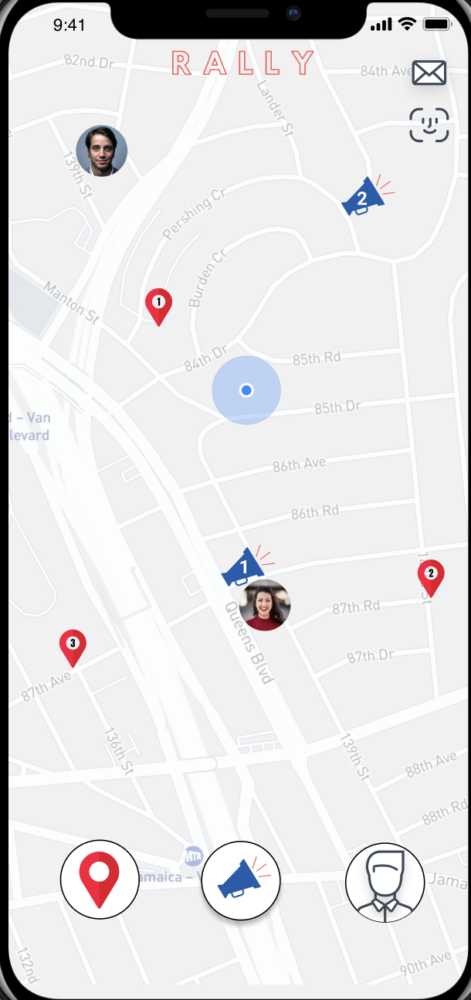 9:41
RALLY
82nd Dr
84th Ave
Lander St
139th St
2
Pershing Cr
Burden Cr
Manton St
1
84th Dr
85th Rd
85th Dr
d – Van
levard
86th Ave
86th Rd
1
2
87th Rd
Queens Blvd
3
87th Dr
87th Ave
136th St
139th St
88th Ave
88th Rd
MTA
amaica – V
Jama
132nd
90th Ave